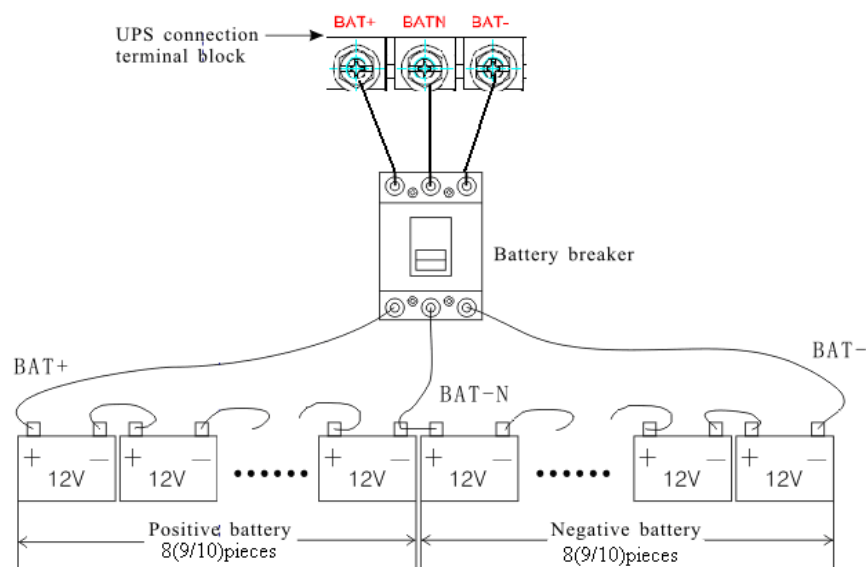 BAT+ BATN BAT-
UPS connection
terminal block
Battery breaker
BAT+
BAT-
BAT-N
+ — + — + — + — + — + —
12V 12V 12V 12V 12V 12V
Positive battery
8(9/10)pieces
Negative battery
8(9/10)pieces